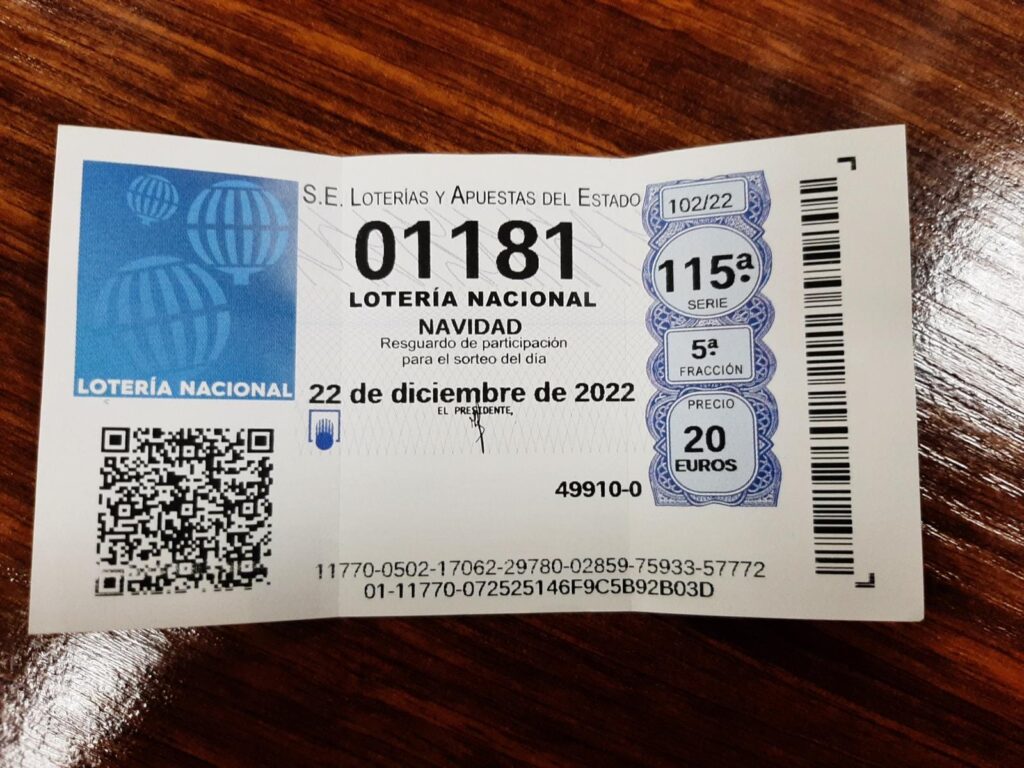 S.E. LOTERÍAS Y APUESTAS DEL ESTADO
01181
LOTERÍA NACIONAL
NAVIDAD
Resguardo de participación
para el sorteo del día
22 de diciembre de 2022
EL PRESIDENTE,
49910-0
LOTERÍA NACIONAL
102/22
115ª
SERIE
5ª
FRACCIÓN
PRECIO
20
EUROS
11770-0502-17062-29780-02859-75933-57772
01-11770-072525146F9C5B92B03D